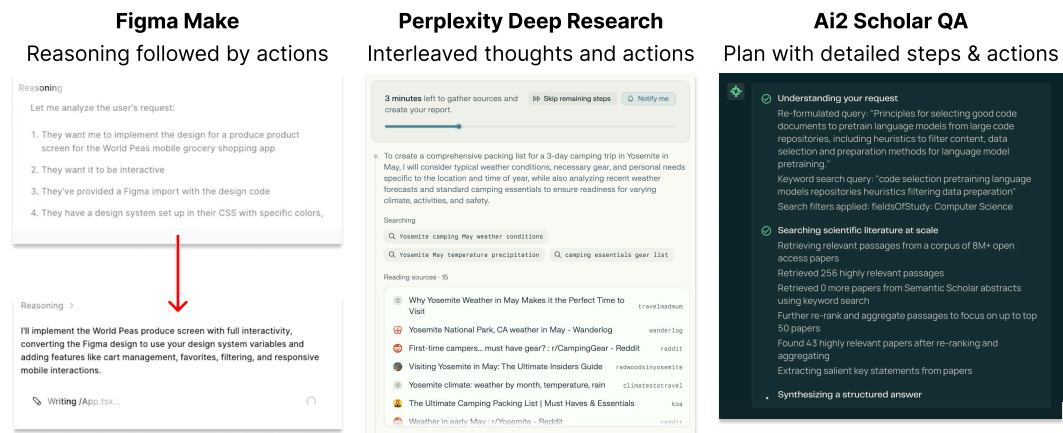 Figma Make
Reasoning followed by actions
Reasoning
Let me analyze the user's request:
1. They want me to implement the design for a produce product
screen for the World Peas mobile grocery shopping app
2. They want it to be interactive
3. They've provided a Figma import with the design code
4. They have a design system set up in their CSS with specific colors,
Reasoning >
I'll implement the World Peas produce screen with full interactivity,
converting the Figma design to use your design system variables and
adding features like cart management, favorites, filtering, and responsive
mobile interactions.
Writing /App.tsx...
Perplexity Deep Research
Interleaved thoughts and actions
3 minutes left to gather sources and
create your report.
Skip remaining steps
Notify me
To create a comprehensive packing list for a 3-day camping trip in Yosemite in
May, I will consider typical weather conditions, necessary gear, and personal needs
specific to the location and time of year, while also analyzing recent weather
forecasts and standard camping essentials to ensure readiness for varying
climate, activities, and safety.
Searching
Yosemite camping May weather conditions
Yosemite May temperature precipitation
camping essentials gear list
Reading sources · 15
Why Yosemite Weather in May Makes it the Perfect Time to
Visit
travelmadmum
Yosemite National Park, CA weather in May - Wanderlog
wanderlog
First-time campers... must have gear? : r/CampingGear - Reddit
reddit
Visiting Yosemite in May: The Ultimate Insiders Guide
redwoodsinyosemite
Yosemite climate: weather by month, temperature, rain
climatestotravel
The Ultimate Camping Packing List | Must Haves & Essentials
koa
Weather in early May : r/Yosemite - Reddit
reddit
Ai2 Scholar QA
Plan with detailed steps & actions
Understanding your request
Re-formulated query: "Principles for selecting good code
documents to pretrain language models from large code
repositories, including heuristics to filter content, data
selection and preparation methods for language model
pretraining."
Keyword search query: "code selection pretraining language
models repositories heuristics filtering data preparation"
Search filters applied: fieldsOfStudy: Computer Science
Searching scientific literature at scale
Retrieving relevant passages from a corpus of 8M+ open
access papers
Retrieved 256 highly relevant passages
Retrieved 0 more papers from Semantic Scholar abstracts
using keyword search
Further re-rank and aggregate passages to focus on up to top
50 papers
Found 43 highly relevant papers after re-ranking and
aggregating
Extracting salient key statements from papers
Synthesizing a structured answer